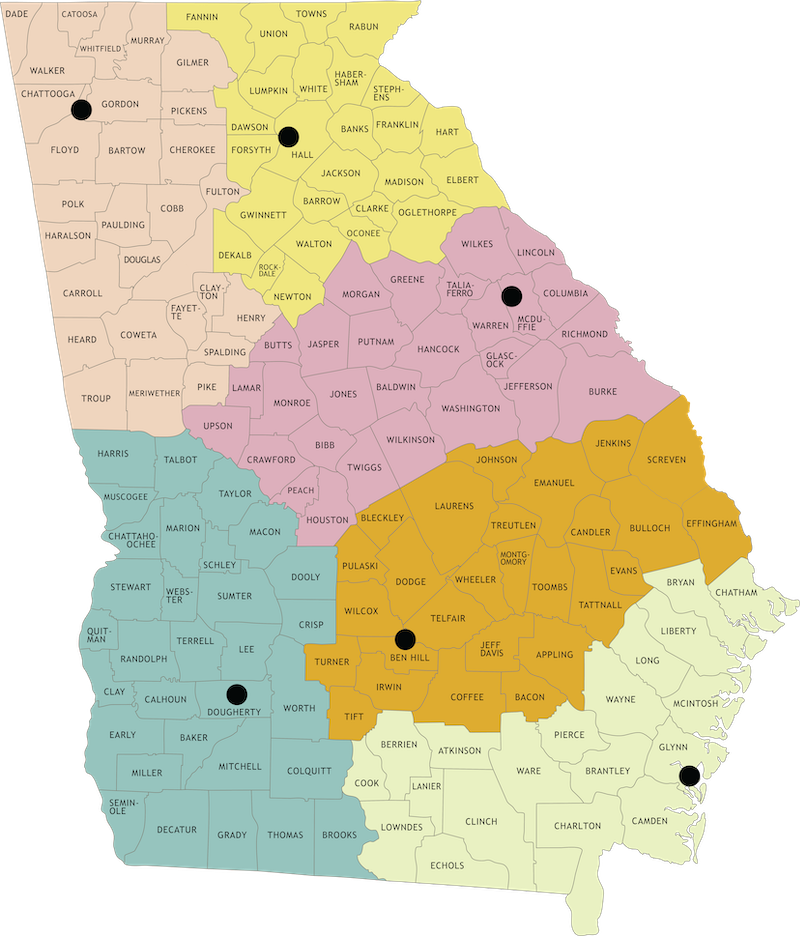 DADE
CATOOSA
WHITFIELD
MURRAY
FANNIN
UNION
TOWNS
RABUN
WALKER
GILMER
LUMPKIN
WHITE
HABER-
SHAM
STEPH-
ENS
CHATTOOGA
GORDON
PICKENS
DAWSON
HALL
BANKS
FRANKLIN
HART
FLOYD
BARTOW
CHEROKEE
FORSYTH
JACKSON
MADISON
ELBERT
POLK
PAULDING
COBB
FULTON
GWINNETT
BARROW
CLARKE
OGLETHORPE
HARALSON
DOUGLAS
DEKALB
ROCK-
DALE
WALTON
OCONEE
WILKES
LINCOLN
CARROLL
CLAY-
TON
FAYET-
TE
HENRY
NEWTON
MORGAN
GREENE
TALIA-
FERRO
COLUMBIA
MCDU-
FFIE
WARREN
RICHMOND
HEARD
COWETA
SPALDING
BUTTS
JASPER
PUTNAM
HANCOCK
GLASC-
OCK
JEFFERSON
BURKE
TROUP
MERIWETHER
PIKE
LAMAR
MONROE
JONES
BALDWIN
WASHINGTON
UPSON
BIBB
WILKINSON
CRAWFORD
TWIGGS
PEACH
HOUSTON
JOHNSON
JENKINS
SCREVEN
HARRIS
TALBOT
TAYLOR
MUSCOGEE
MARION
MACON
CHATTAHO-
OCHEE
SCHLEY
DOOLY
BLECKLEY
LAURENS
EMANUEL
TREUTLEN
CANDLER
BULLOCH
EFFINGHAM
PULASKI
DODGE
WHEELER
MONTG-
OMORY
TOOMBS
EVANS
TATTNALL
BRYAN
CHATHAM
STEWART
WEBS-
TER
SUMTER
CRISP
WILCOX
TELFAIR
QUIT-
MAN
RANDOLPH
TERRELL
LEE
TURNER
BEN HILL
JEFF
DAVIS
APPLING
LIBERTY
LONG
CLAY
CALHOUN
DOUGHERTY
WORTH
IRWIN
TIFT
COFFEE
BACON
WAYNE
MCINTOSH
EARLY
BAKER
MITCHELL
COLQUITT
BERRIEN
ATKINSON
PIERCE
GLYNN
MILLER
COOK
LANIER
WARE
BRANTLEY
SEMIN-
OLE
DECATUR
GRADY
THOMAS
BROOKS
LOWNDES
CLINCH
CHARLTON
CAMDEN
ECHOLS